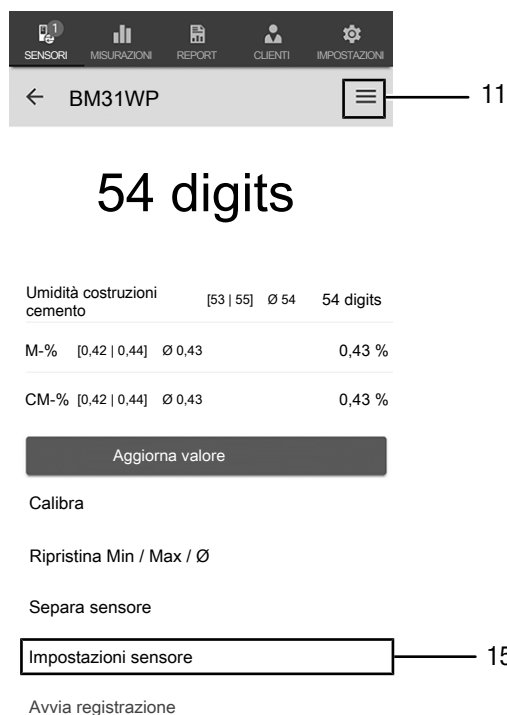 1
SENSORI MISURAZIONI REPORT CLIENTI IMPOSTAZIONI
← BM31WP 11
54 digits
Umidità costruzioni
cemento [53 | 55] Ø 54 54 digits
M-% [0,42 | 0,44] Ø 0,43 0,43 %
CM-% [0,42 | 0,44] Ø 0,43 0,43 %
Aggiorna valore
Calibra
Ripristina Min / Max / Ø
Separa sensore
Impostazioni sensore 15
Avvia registrazione